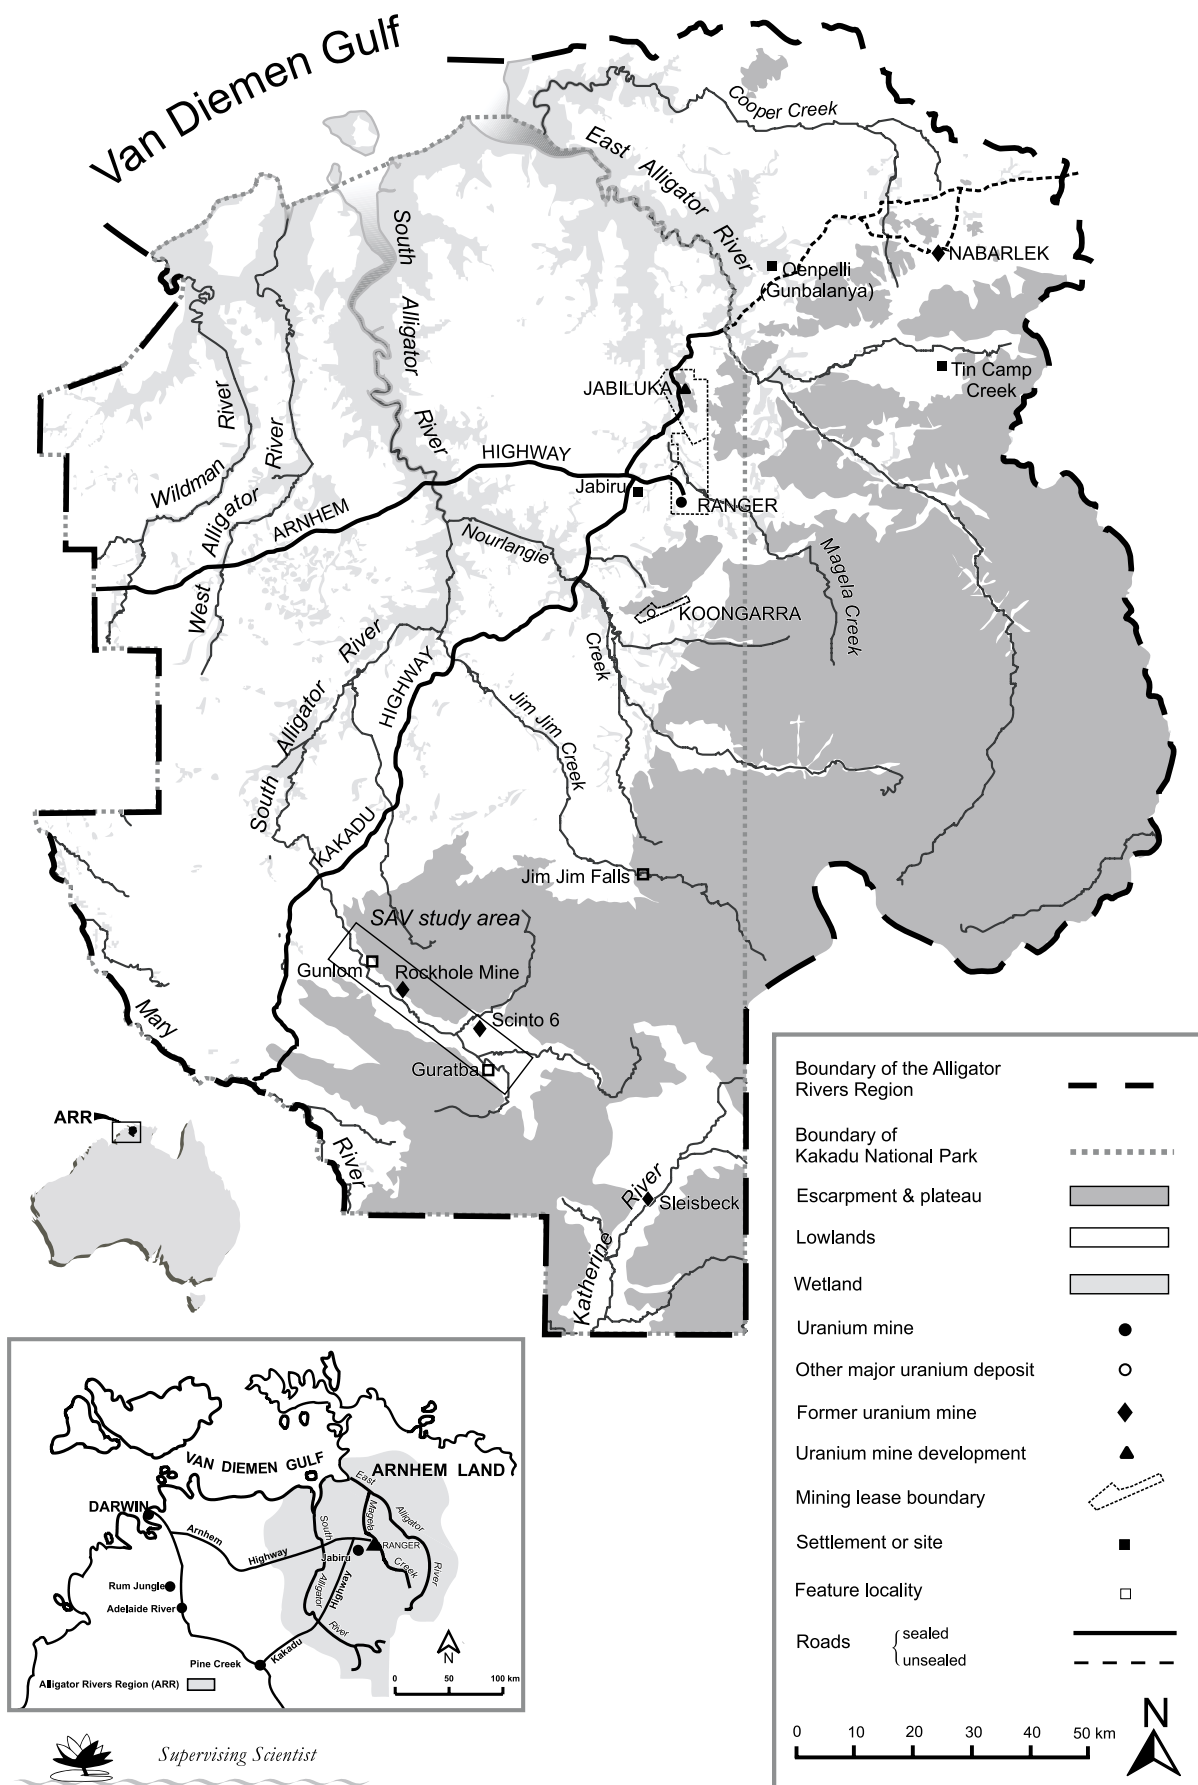 Van Diemen Gulf
Cooper Creek
East Alligator River
South Alligator River
NABARLEK
Oenpelli
(Gunbalanya)
Tin Camp
Creek
JABILUKA
River
River
HIGHWAY
Wildman
Alligator
ARNHEM
Jabiru
RANGER
Nourlangie
Magela Creek
West
KOONGARRA
River
Creek
HIGHWAY
Alligator
Jim Jim Creek
South
KAKADU
Jim Jim Falls
SAV study area
Gunlom
Rockhole Mine
Mary
Scinto 6
Guratba
ARR
River
River
Sleisbeck
Katherine
Boundary of the Alligator
Rivers Region
Boundary of
Kakadu National Park
Escarpment & plateau
Lowlands
Wetland
Uranium mine
Other major uranium deposit
Former uranium mine
Uranium mine development
Mining lease boundary
Settlement or site
Feature locality
Roads
sealed
unsealed
0 10 20 30 40 50 km
N
VAN DIEMEN GULF
ARNHEM LAND
East
DARWIN
Arnhem
South
Magela
Alligator
RANGER
Highway
Jabiru
Creek
River
Rum Jungle
Alligator
Highway
Adelaide River
River
Pine Creek
Kakadu
N
Alligator Rivers Region (ARR)
0 50 100 km
Supervising Scientist